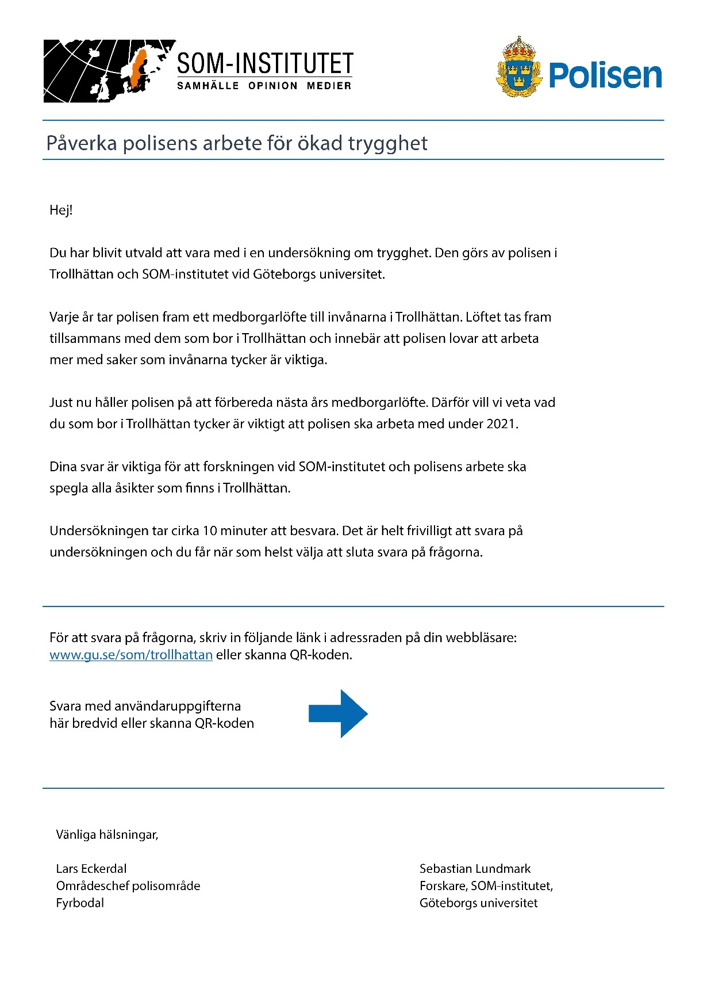 SOM-INSTITUTET
SAMHÄLLE OPINION MEDIER
Polisen
Påverka polisens arbete för ökad trygghet
Hej!
Du har blivit utvald att vara med i en undersökning om trygghet. Den görs av polisen i
Trollhättan och SOM-institutet vid Göteborgs universitet.
Varje år tar polisen fram ett medborgarlöfte till invånarna i Trollhättan. Löftet tas fram
tillsammans med dem som bor i Trollhättan och innebär att polisen lovar att arbeta
mer med saker som invånarna tycker är viktiga.
Just nu håller polisen på att förbereda nästa års medborgarlöfte. Därför vill vi veta vad
du som bor i Trollhättan tycker är viktigt att polisen ska arbeta med under 2021.
Dina svar är viktiga för att forskningen vid SOM-institutet och polisens arbete ska
spegla alla åsikter som finns i Trollhättan.
Undersökningen tar cirka 10 minuter att besvara. Det är helt frivilligt att svara på
undersökningen och du får när som helst välja att sluta svara på frågorna.
För att svara på frågorna, skriv in följande länk i adressraden på din webbläsare:
www.gu.se/som/trollhattan eller skanna QR-koden.
Svara med användaruppgifterna
här bredvid eller skanna QR-koden
Vänliga hälsningar,
Lars Eckerdal
Områdeschef polisområde
Fyrbodal
Sebastian Lundmark
Forskare, SOM-institutet,
Göteborgs universitet